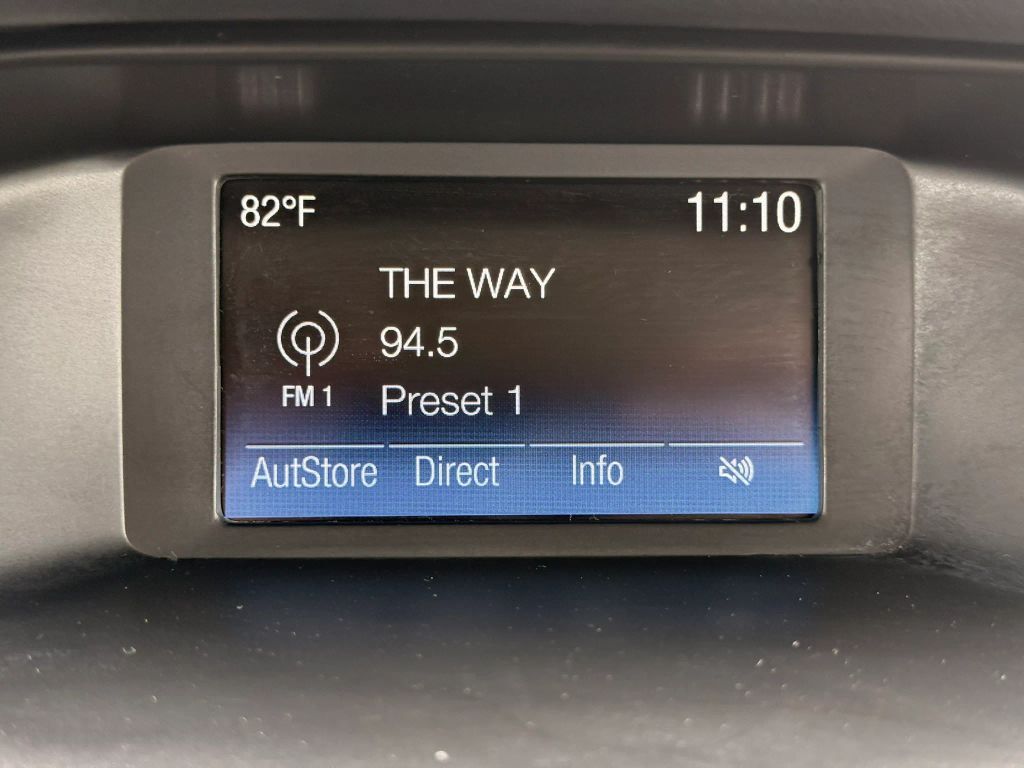 82°F 11:10
THE WAY
94.5
FM 1 Preset 1
AutStore Direct Info